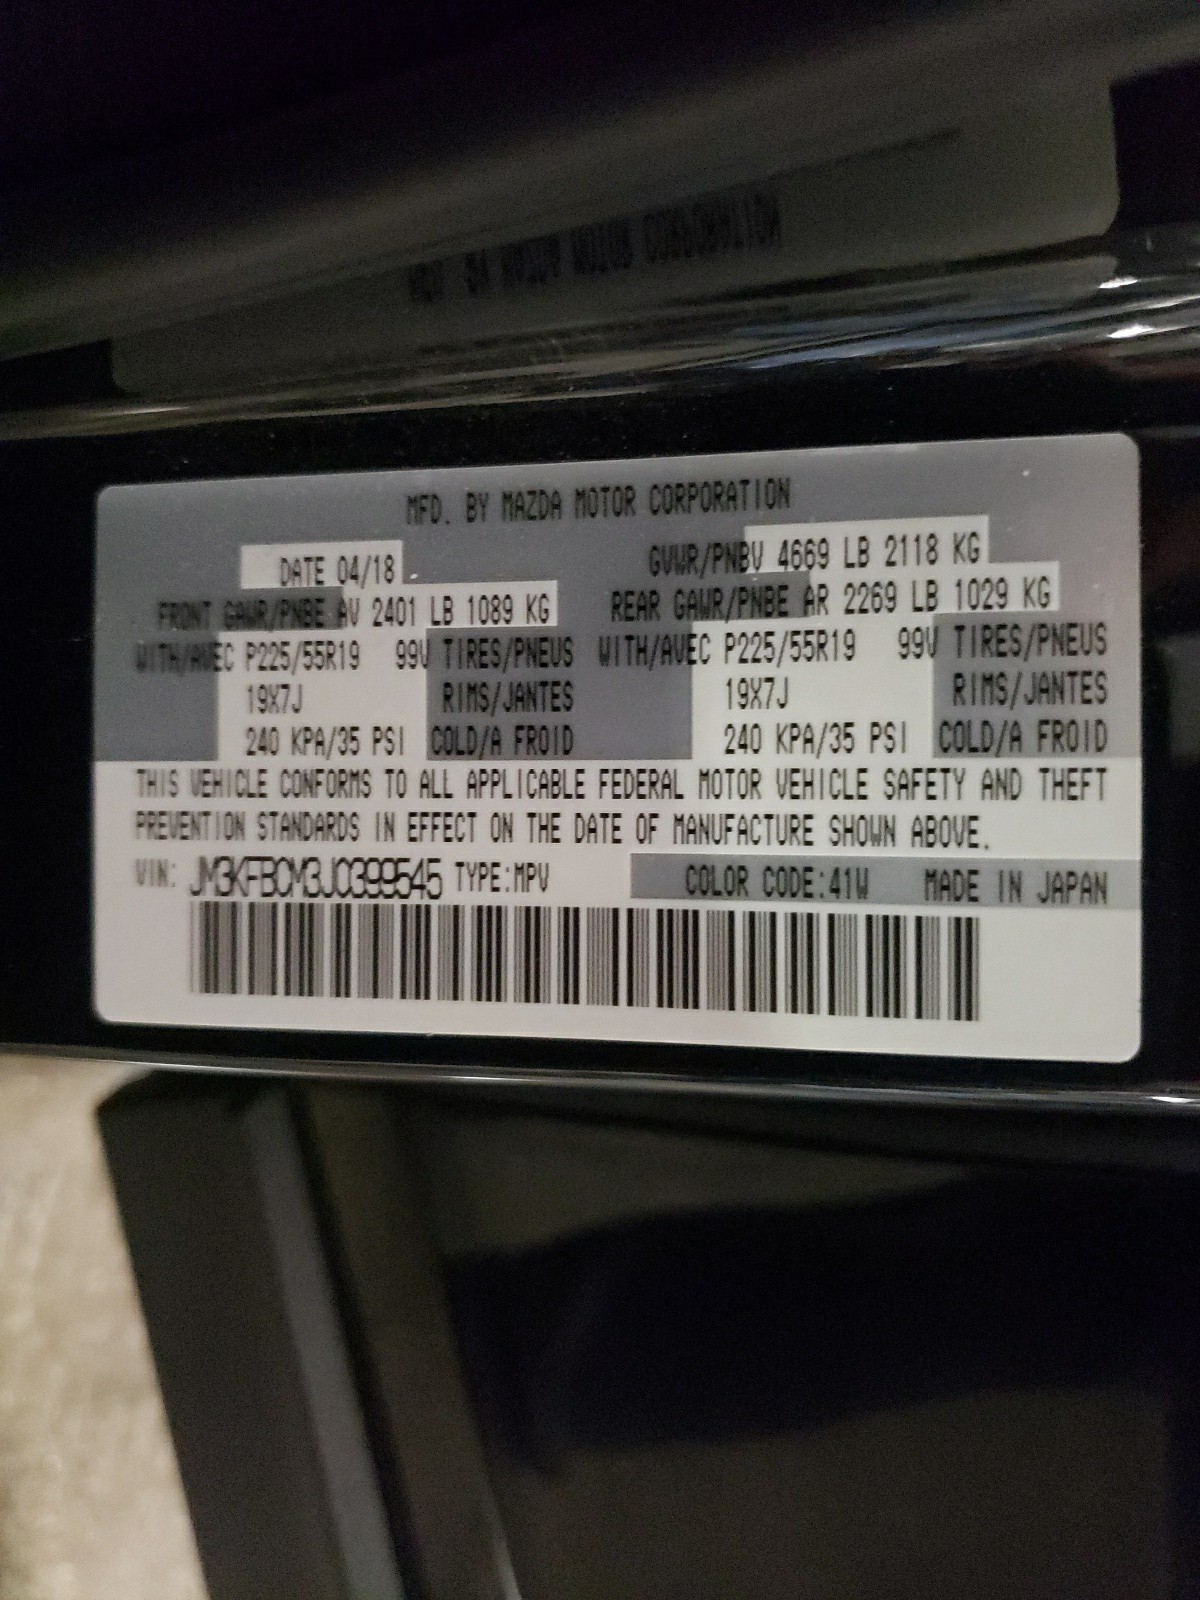 MFD. BY MAZDA MOTOR CORPORATION
DATE 04/18 GVWR/PNBV 4669 LB 2118 KG
FRONT GAWR/PNBE AV 2401 LB 1089 KG REAR GAWR/PNBE AR 2269 LB 1029 KG
WITH/AVEC P225/55R19 99V TIRES/PNEUS WITH/AVEC P225/55R19 99V TIRES/PNEUS
19X7J RIMS/JANTES 19X7J RIMS/JANTES
240 KPA/35 PSI COLD/A FROID 240 KPA/35 PSI COLD/A FROID
THIS VEHICLE CONFORMS TO ALL APPLICABLE FEDERAL MOTOR VEHICLE SAFETY AND THEFT
PREVENTION STANDARDS IN EFFECT ON THE DATE OF MANUFACTURE SHOWN ABOVE.
VIN: JM3KFBCM3J0399545 TYPE:MPV COLOR CODE:41W MADE IN JAPAN